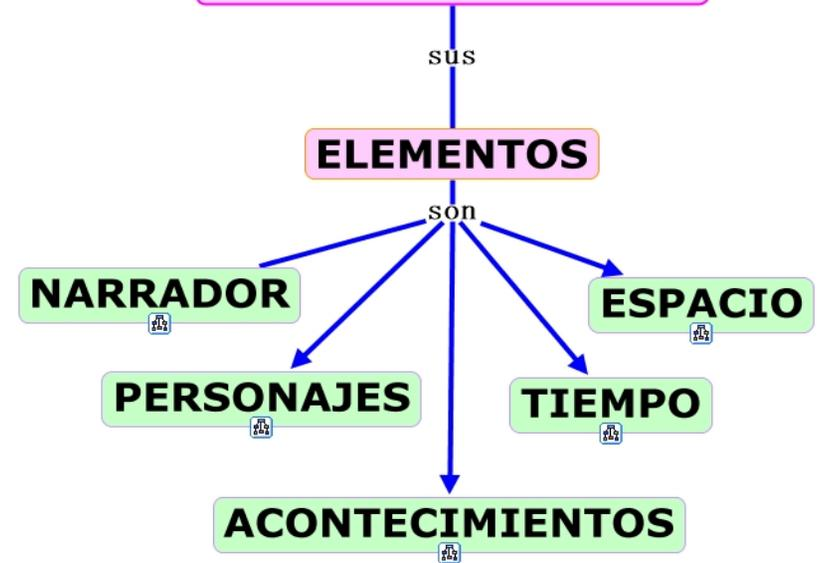 sus
ELEMENTOS
son
NARRADOR
ESPACIO
PERSONAJES
TIEMPO
ACONTECIMIENTOS